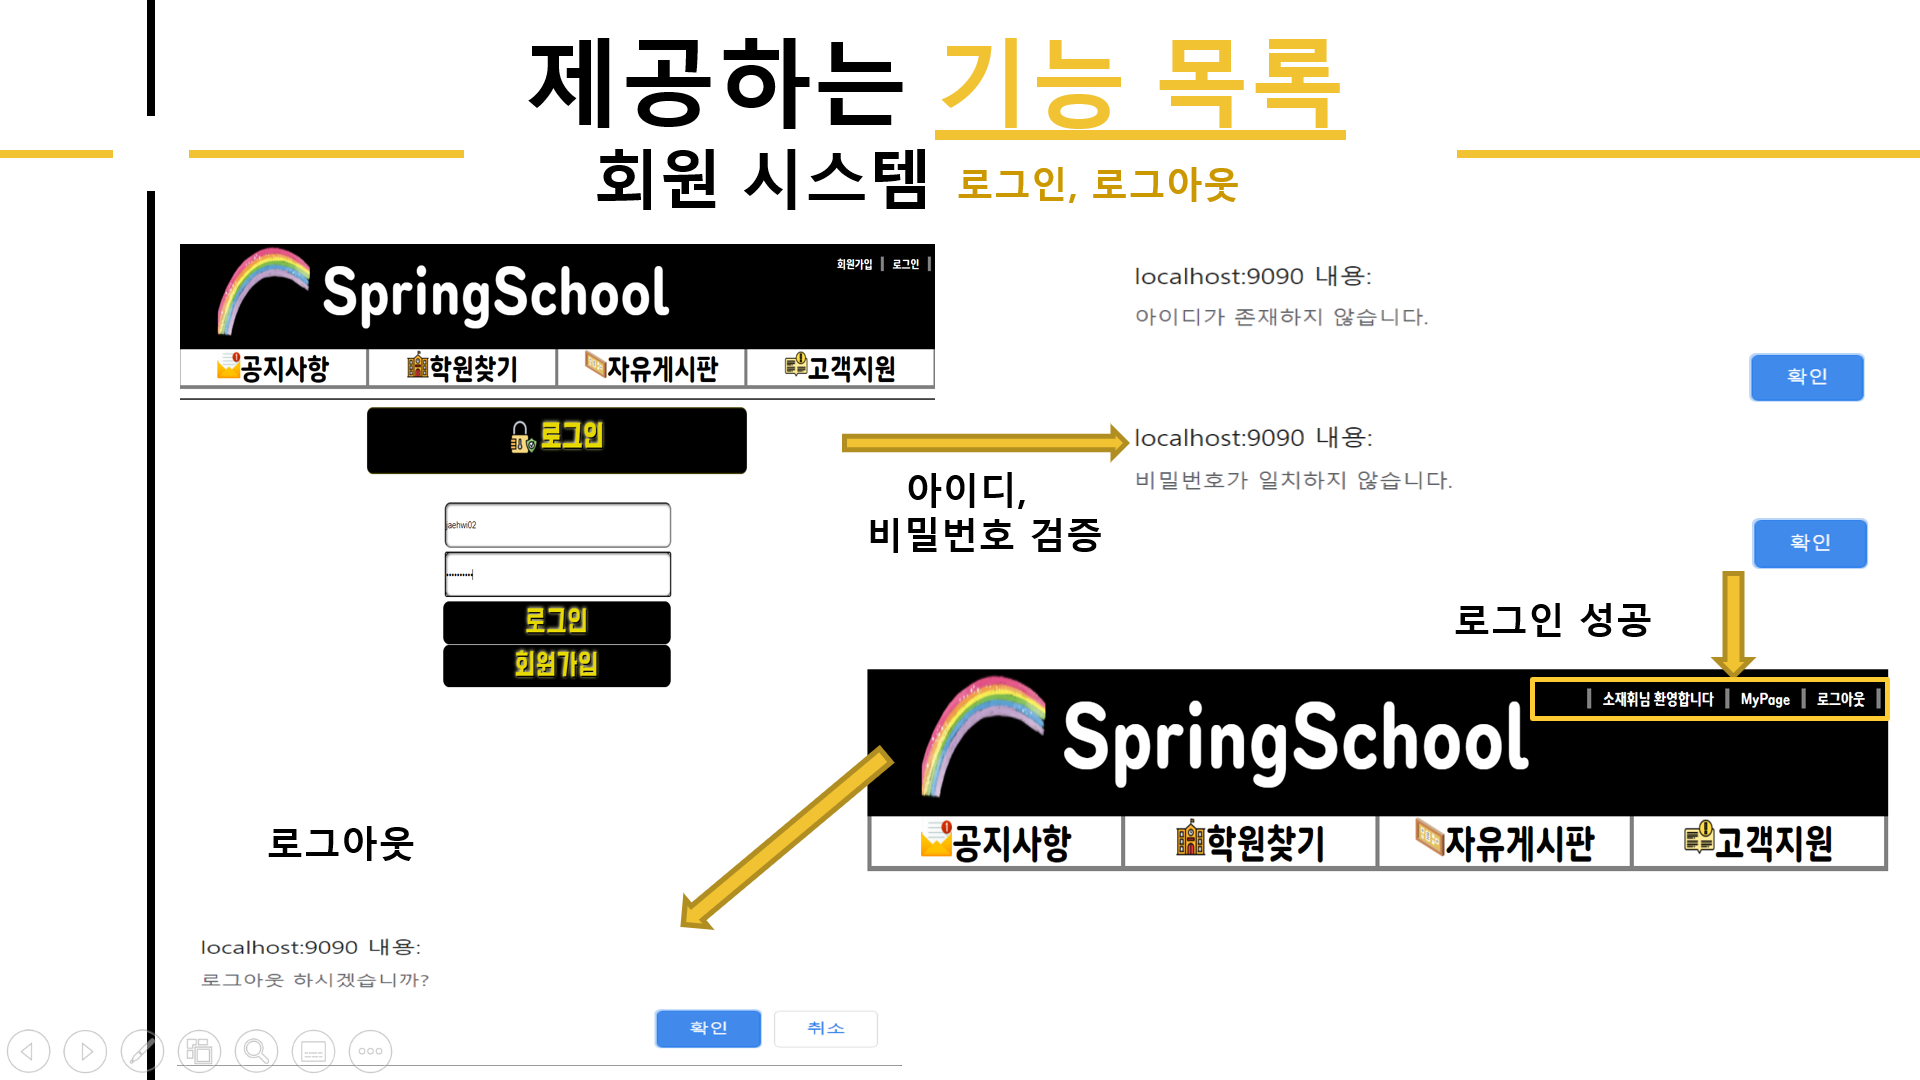 제공하는 기능 목록
회원 시스템 로그인, 로그아웃
SpringSchool
회원가입 로그인
공지사항 학원찾기 자유게시판 고객지원
로그인
jaehwi02
로그인
회원가입
아이디,
비밀번호 검증
localhost:9090 내용:
아이디가 존재하지 않습니다.
확인
localhost:9090 내용:
비밀번호가 일치하지 않습니다.
확인
로그인 성공
소재휘님 환영합니다 MyPage 로그아웃
SpringSchool
공지사항 학원찾기 자유게시판 고객지원
로그아웃
localhost:9090 내용:
로그아웃 하시겠습니까?
확인 취소